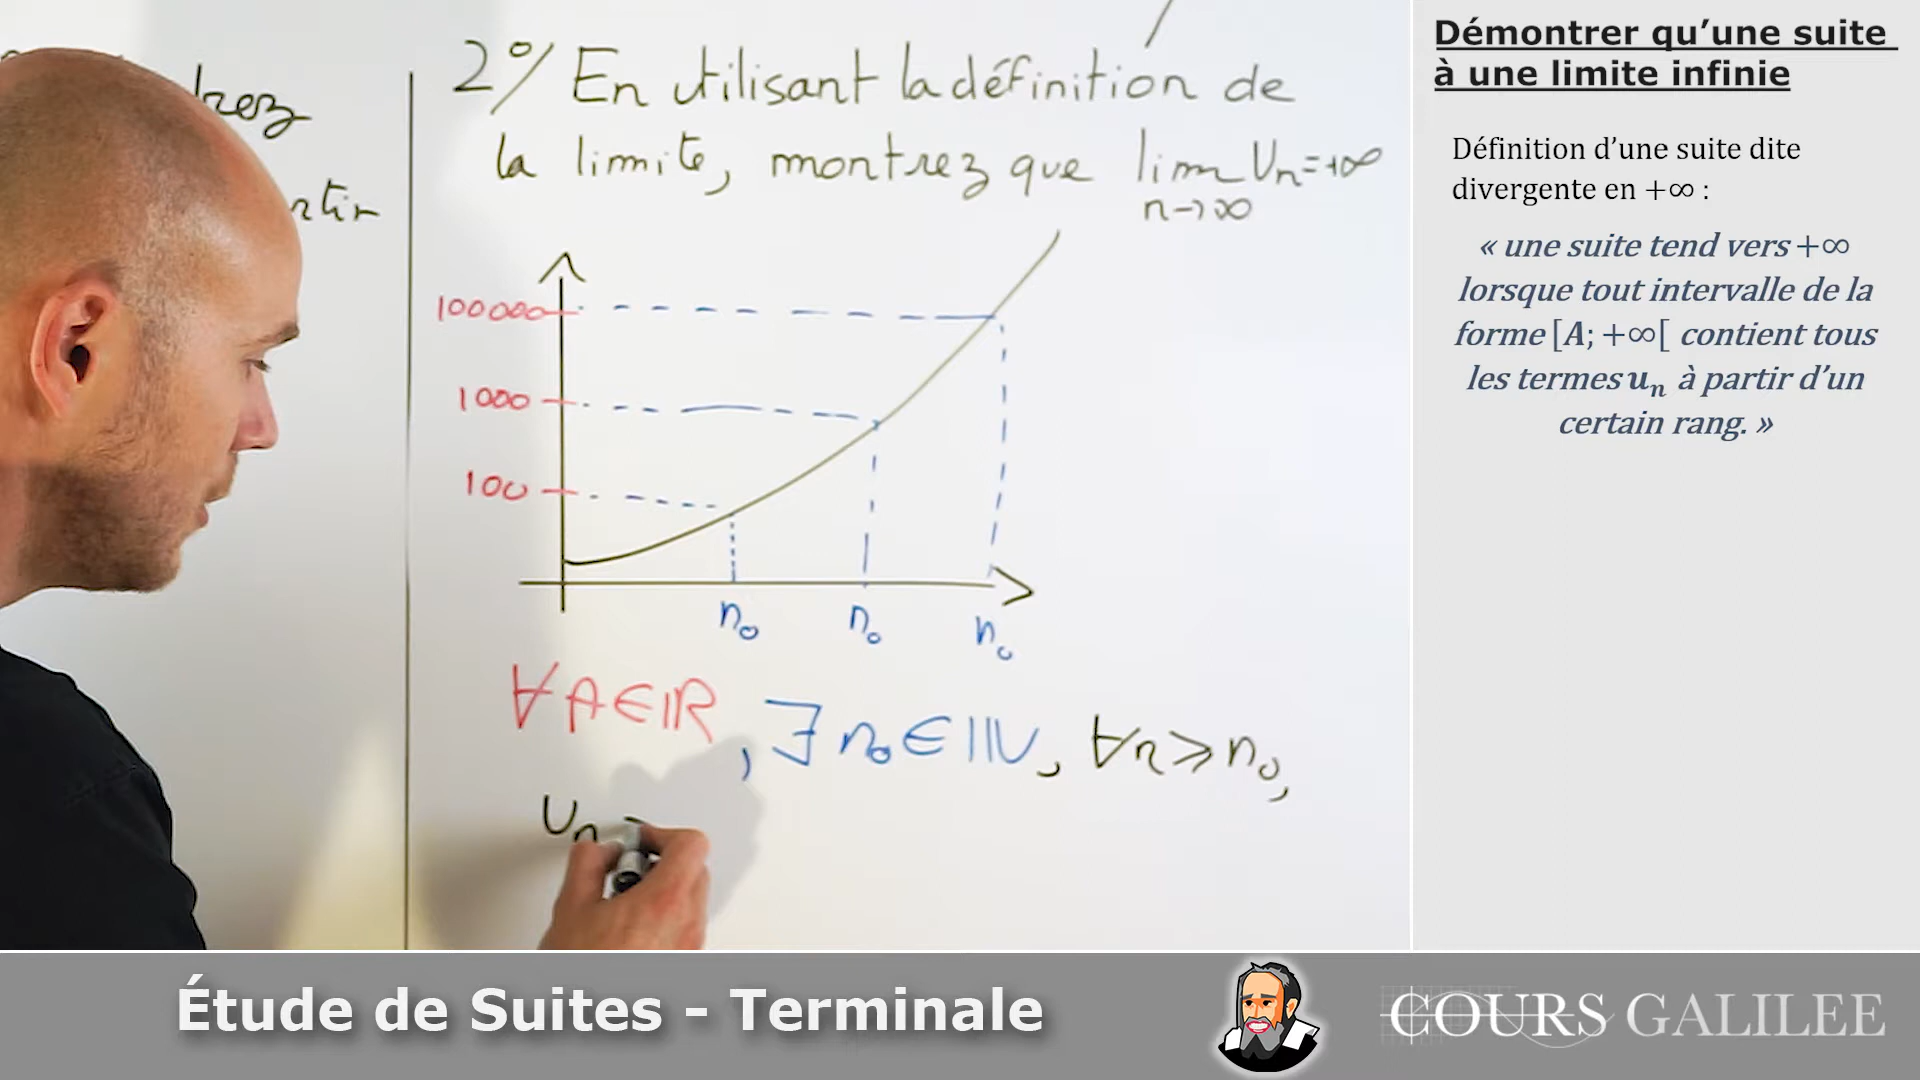 2°/ En utilisant la définition de
la limite, montrez que lim Un=+∞
n→∞
100000
1000
100
n₀ n₀ n₀
∀A∈ℝ, ∃n₀∈ℕ, ∀n⩾n₀,
Un
Démontrer qu’une suite
à une limite infinie
Définition d’une suite dite
divergente en +∞ :
« une suite tend vers +∞
lorsque tout intervalle de la
forme [A; +∞[ contient tous
les termes uₙ à partir d’un
certain rang. »
Étude de Suites - Terminale
COURS GALILEE